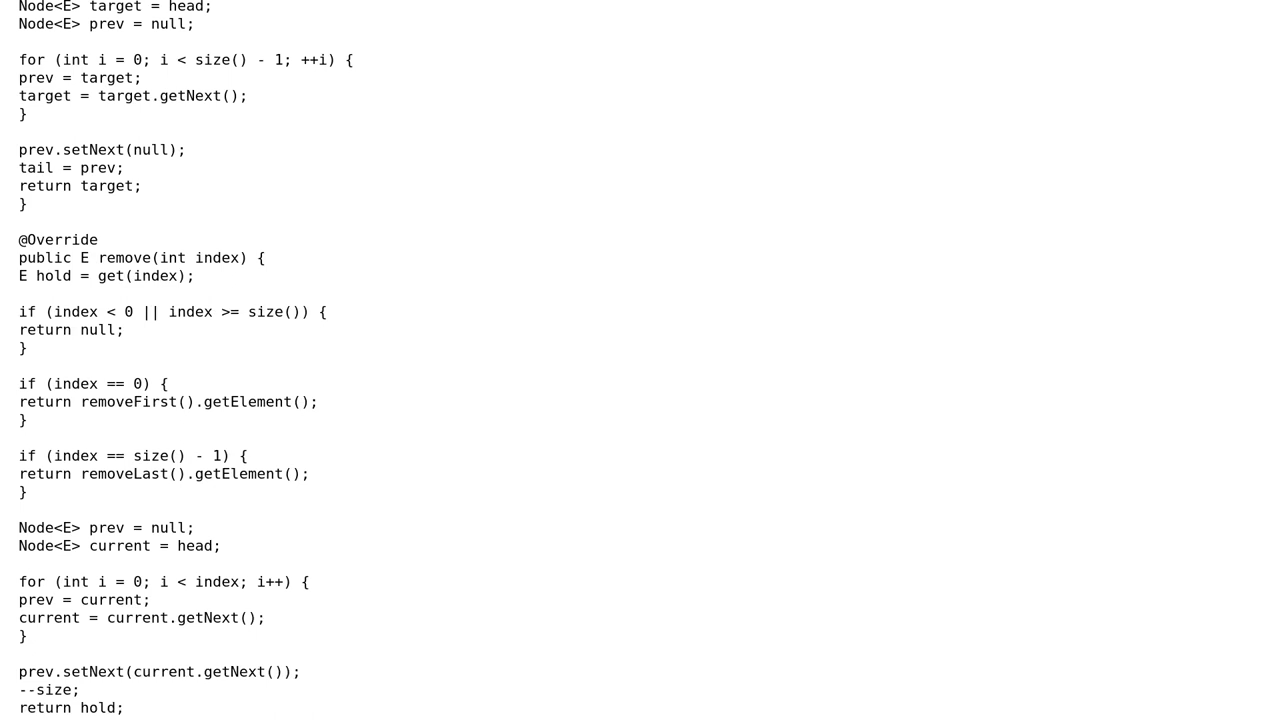 Node<E> target = head;
Node<E> prev = null;

for (int i = 0; i < size() - 1; ++i) {
prev = target;
target = target.getNext();
}

prev.setNext(null);
tail = prev;
return target;
}

@Override
public E remove(int index) {
E hold = get(index);

if (index < 0 || index >= size()) {
return null;
}

if (index == 0) {
return removeFirst().getElement();
}

if (index == size() - 1) {
return removeLast().getElement();
}

Node<E> prev = null;
Node<E> current = head;

for (int i = 0; i < index; i++) {
prev = current;
current = current.getNext();
}

prev.setNext(current.getNext());
--size;
return hold;